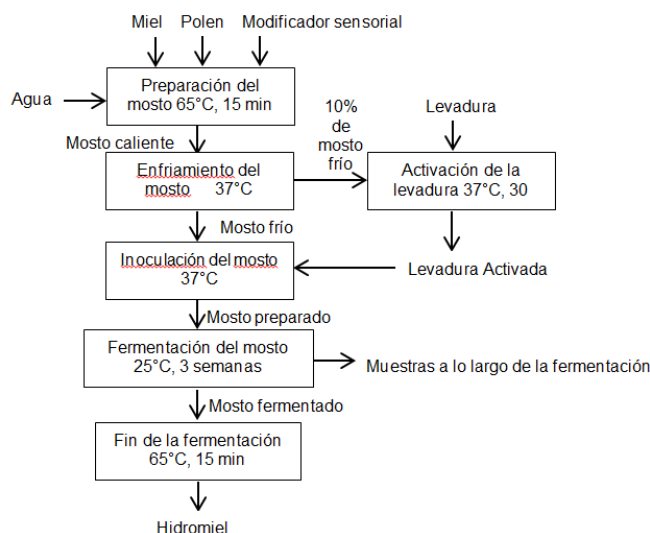 Miel
Polen
Modificador sensorial
Agua
Preparación del
mosto 65°C, 15 min
Mosto caliente
10%
de
mosto
frío
Levadura
Enfriamiento del
mosto 37°C
Activación de la
levadura 37°C, 30
Mosto frío
Inoculación del mosto
37°C
Levadura Activada
Mosto preparado
Fermentación del mosto
25°C, 3 semanas
Muestras a lo largo de la fermentación
Mosto fermentado
Fin de la fermentación
65°C, 15 min
Hidromiel